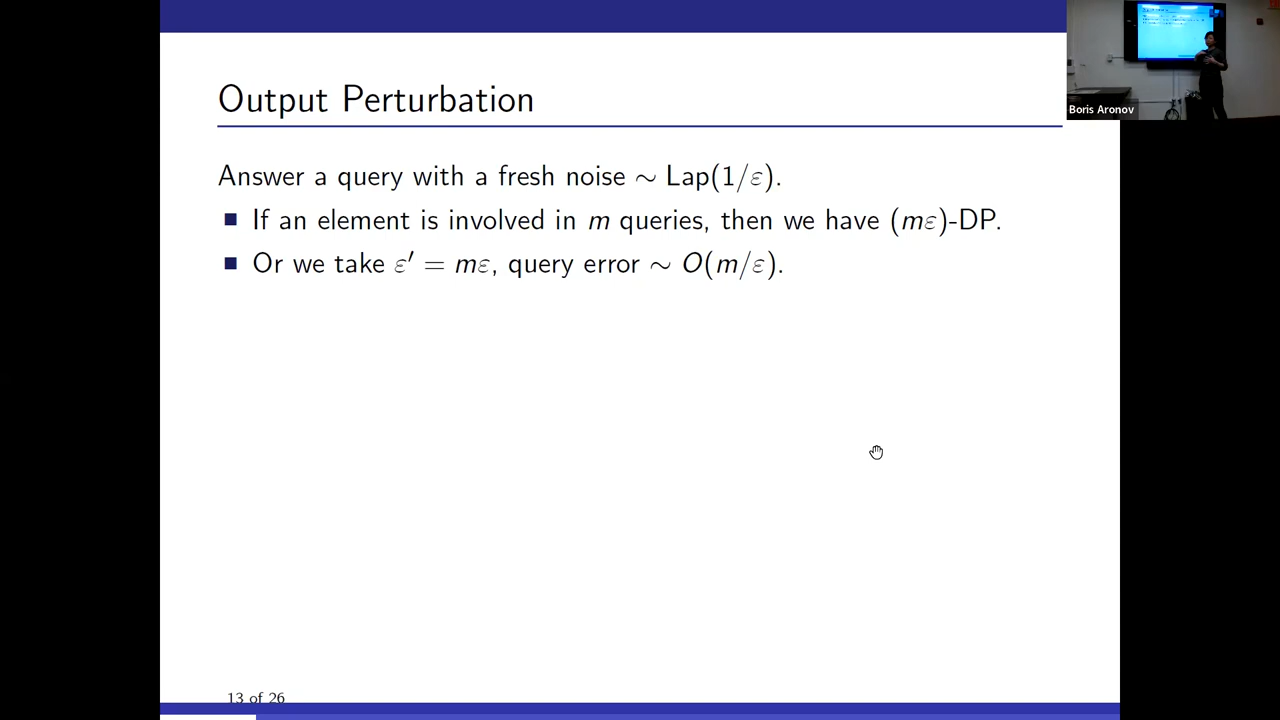 Output Perturbation
Boris Aronov
Answer a query with a fresh noise ∼ Lap(1/ε).
■ If an element is involved in m queries, then we have (mε)-DP.
■ Or we take ε′ = mε, query error ∼ O(m/ε).
13 of 26